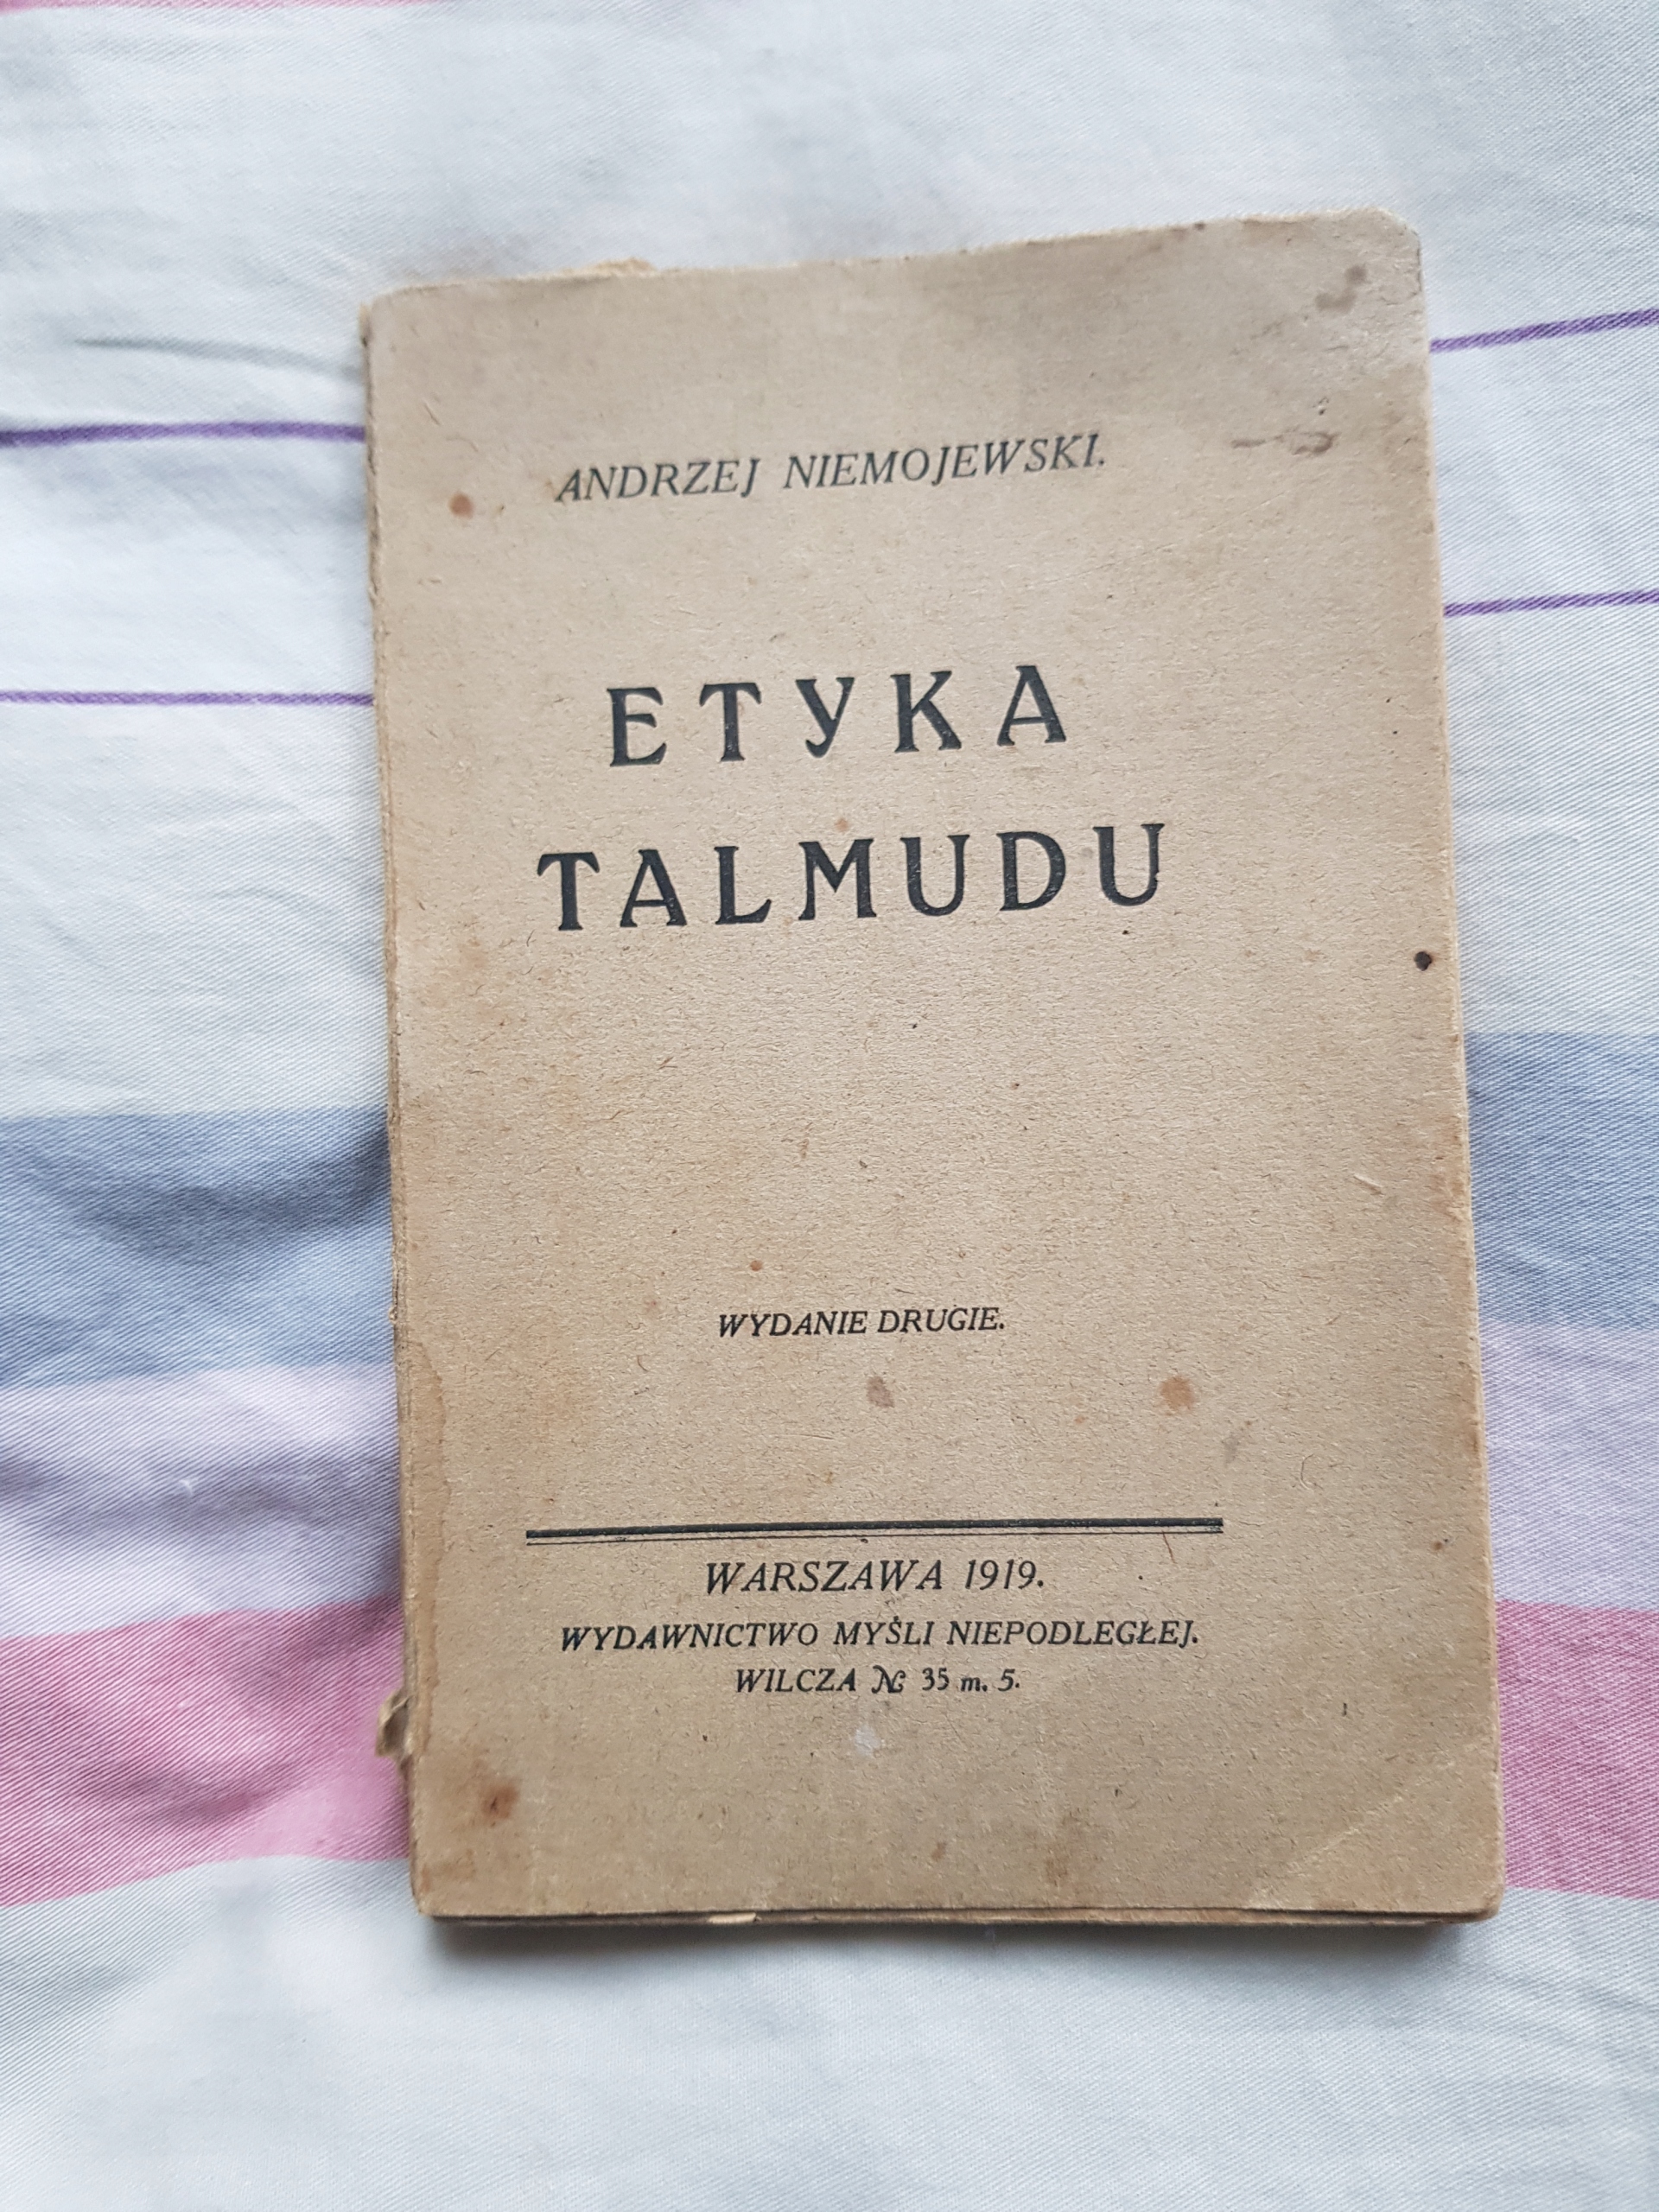 ANDRZEJ NIEMOJEWSKI.
ETYKA
TALMUDU
WYDANIE DRUGIE.
WARSZAWA 1919.
WYDAWNICTWO MYŚLI NIEPODLEGŁEJ.
WILCZA № 35 m. 5.